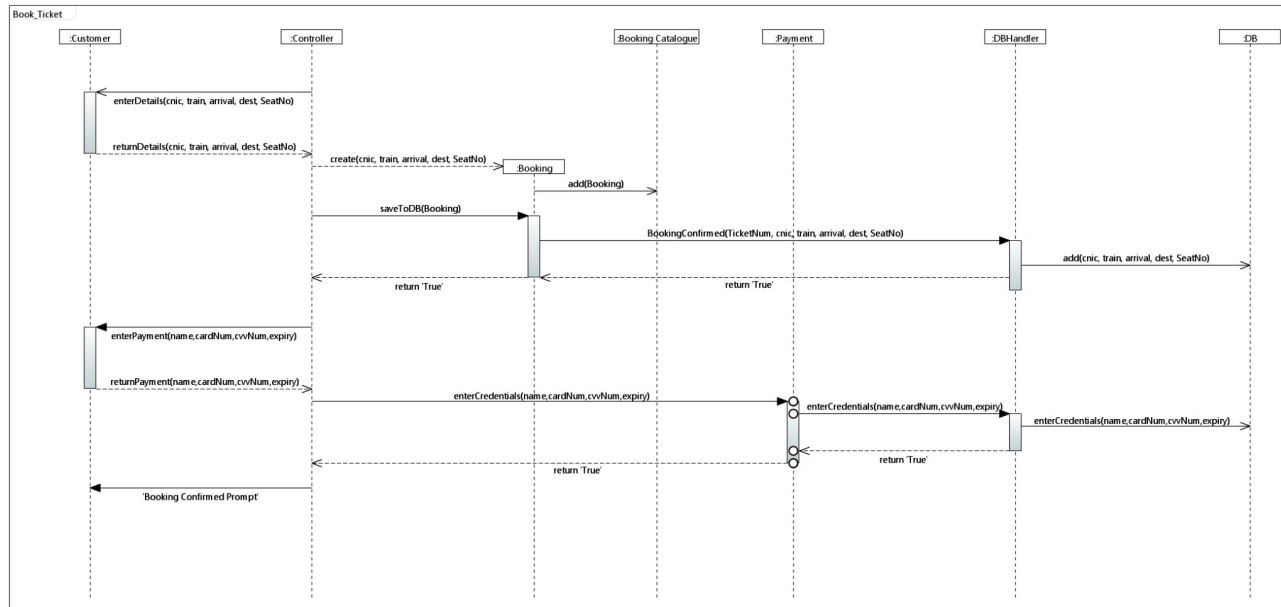 Book_Ticket
:Customer
:Controller
:Booking Catalogue
:Payment
:DBHandler
:DB
enterDetails(cnic, train, arrival, dest, SeatNo)
returnDetails(cnic, train, arrival, dest, SeatNo)
create(cnic, train, arrival, dest, SeatNo)
:Booking
add(Booking)
saveToDB(Booking)
BookingConfirmed(TicketNum, cnic, train, arrival, dest, SeatNo)
add(cnic, train, arrival, dest, SeatNo)
return 'True'
return 'True'
enterPayment(name,cardNum,cvvNum,expiry)
returnPayment(name,cardNum,cvvNum,expiry)
enterCredentials(name,cardNum,cvvNum,expiry)
enterCredentials(name,cardNum,cvvNum,expiry)
enterCredentials(name,cardNum,cvvNum,expiry)
return 'True'
return 'True'
'Booking Confirmed Prompt'